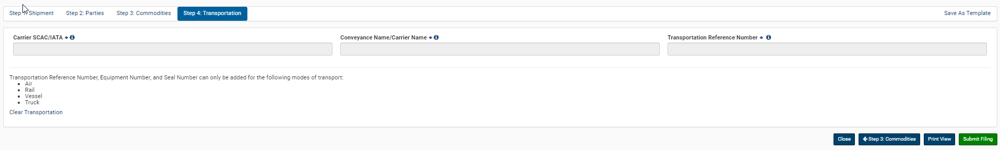 Step 1: Shipment Step 2: Parties Step 3: Commodities Step 4: Transportation Save As Template
Carrier SCAC/IATA Conveyance Name/Carrier Name Transportation Reference Number
Transportation Reference Number, Equipment Number, and Seal Number can only be added for the following modes of transport:
Air
Rail
Vessel
Truck
Clear Transportation
Close Step 3: Commodities Print View Submit Filing